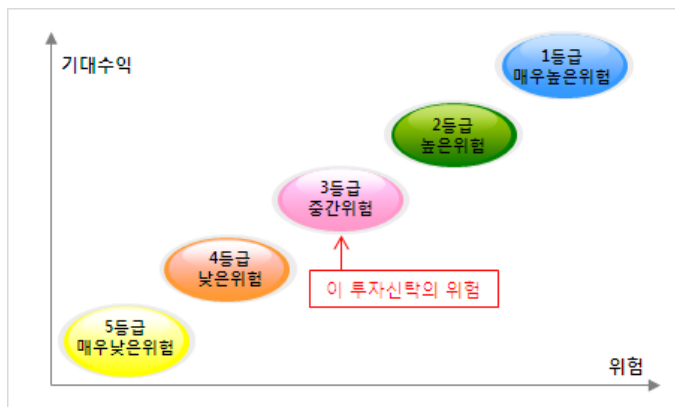 기대수익
1등급
매우높은위험
2등급
높은위험
3등급
중간위험
4등급
낮은위험
이 투자신탁의 위험
5등급
매우낮은위험
위험